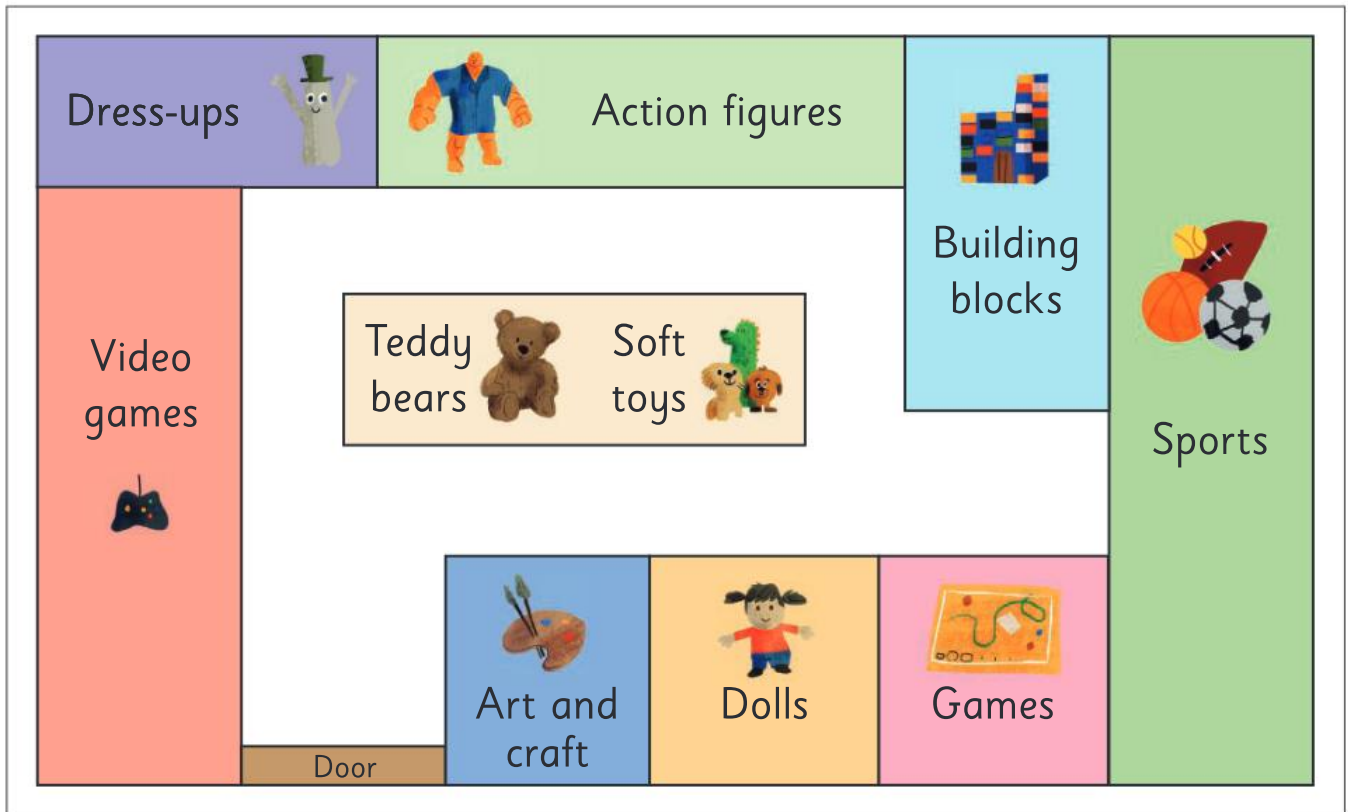 Dress-ups
Action figures
Building
blocks
Video
games
Teddy
bears
Soft
toys
Sports
Art and
craft
Dolls
Games
Door